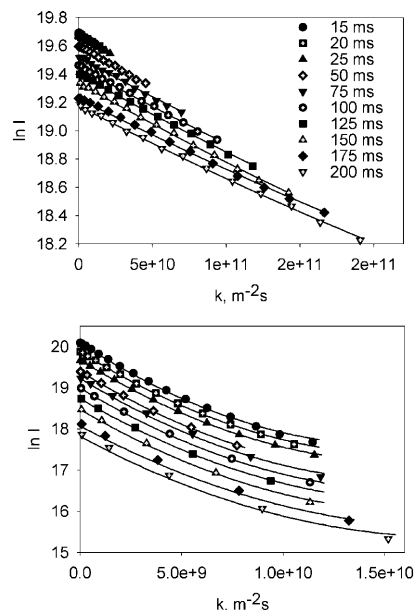 19.8
19.6
19.4
19.2
19.0
18.8
18.6
18.4
18.2
ln I
15 ms
20 ms
25 ms
50 ms
75 ms
100 ms
125 ms
150 ms
175 ms
200 ms
0 5e+10 1e+11 2e+11 2e+11
k, m⁻²s
20
19
18
17
16
15
ln I
0.0 5.0e+9 1.0e+10 1.5e+10
k, m⁻²s